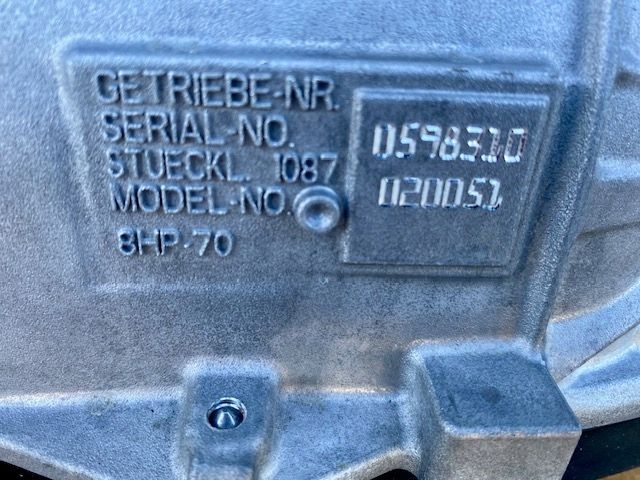 GETRIEBE-NR.
SERIAL-NO. 0598310
STUECKL. 1087
MODEL-NO. 020051
8HP-70